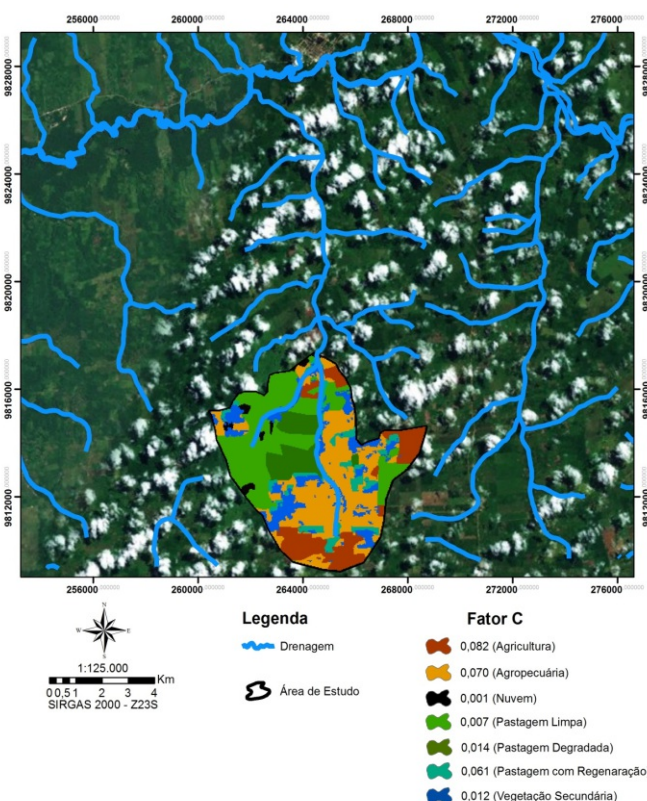 256000 260000 264000 268000 272000 276000
9828000 9828000
9824000 9824000
9820000 9820000
9816000 9816000
9812000 9812000
256000 260000 264000 268000 272000 276000
N
W E
S
1:125.000
Km
0 0,5 1 2 3 4
SIRGAS 2000 - Z23S
Legenda
Drenagem
Área de Estudo
Fator C
0,082 (Agricultura)
0,070 (Agropecuária)
0,001 (Nuvem)
0,007 (Pastagem Limpa)
0,014 (Pastagem Degradada)
0,061 (Pastagem com Regenaração
0,012 (Vegetação Secundária)